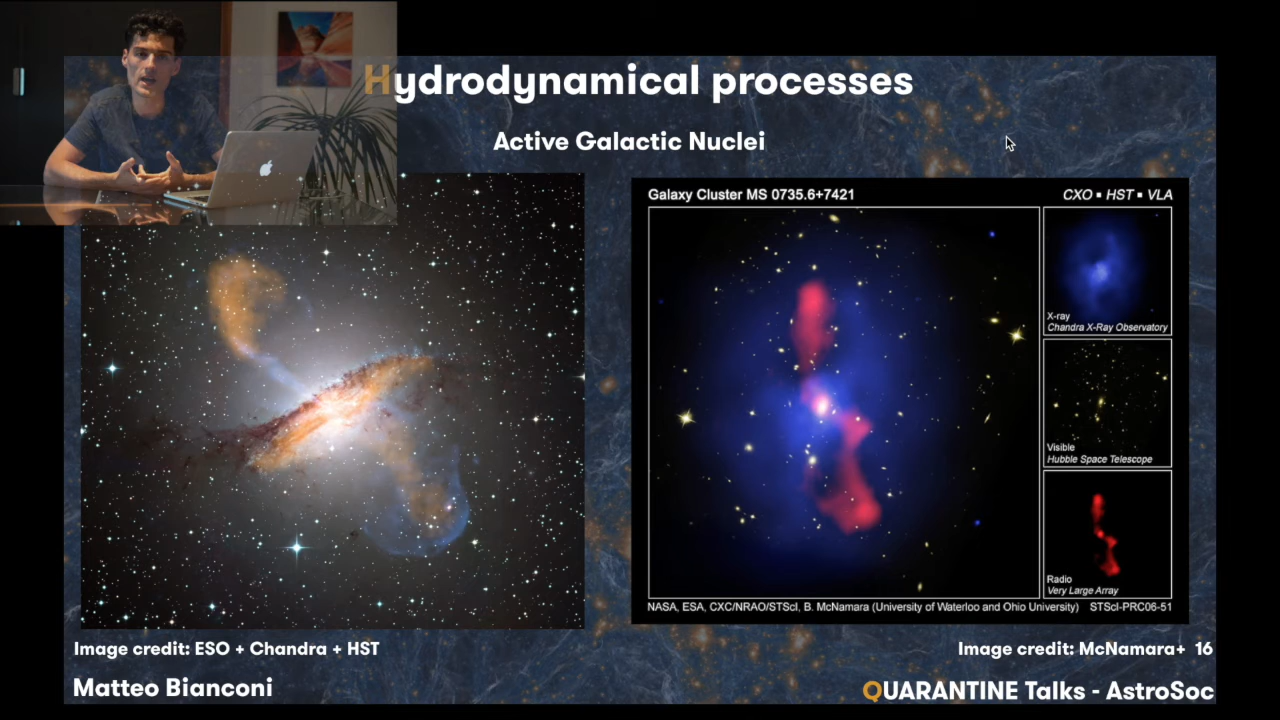 Hydrodynamical processes
Active Galactic Nuclei
Galaxy Cluster MS 0735.6+7421
CXO ▪ HST ▪ VLA
X-ray
Chandra X-Ray Observatory
Visible
Hubble Space Telescope
Radio
Very Large Array
NASA, ESA, CXC/NRAO/STScI, B. McNamara (University of Waterloo and Ohio University) STScI-PRC06-51
Image credit: ESO + Chandra + HST
Image credit: McNamara+ 16
Matteo Bianconi
QUARANTINE Talks - AstroSoc